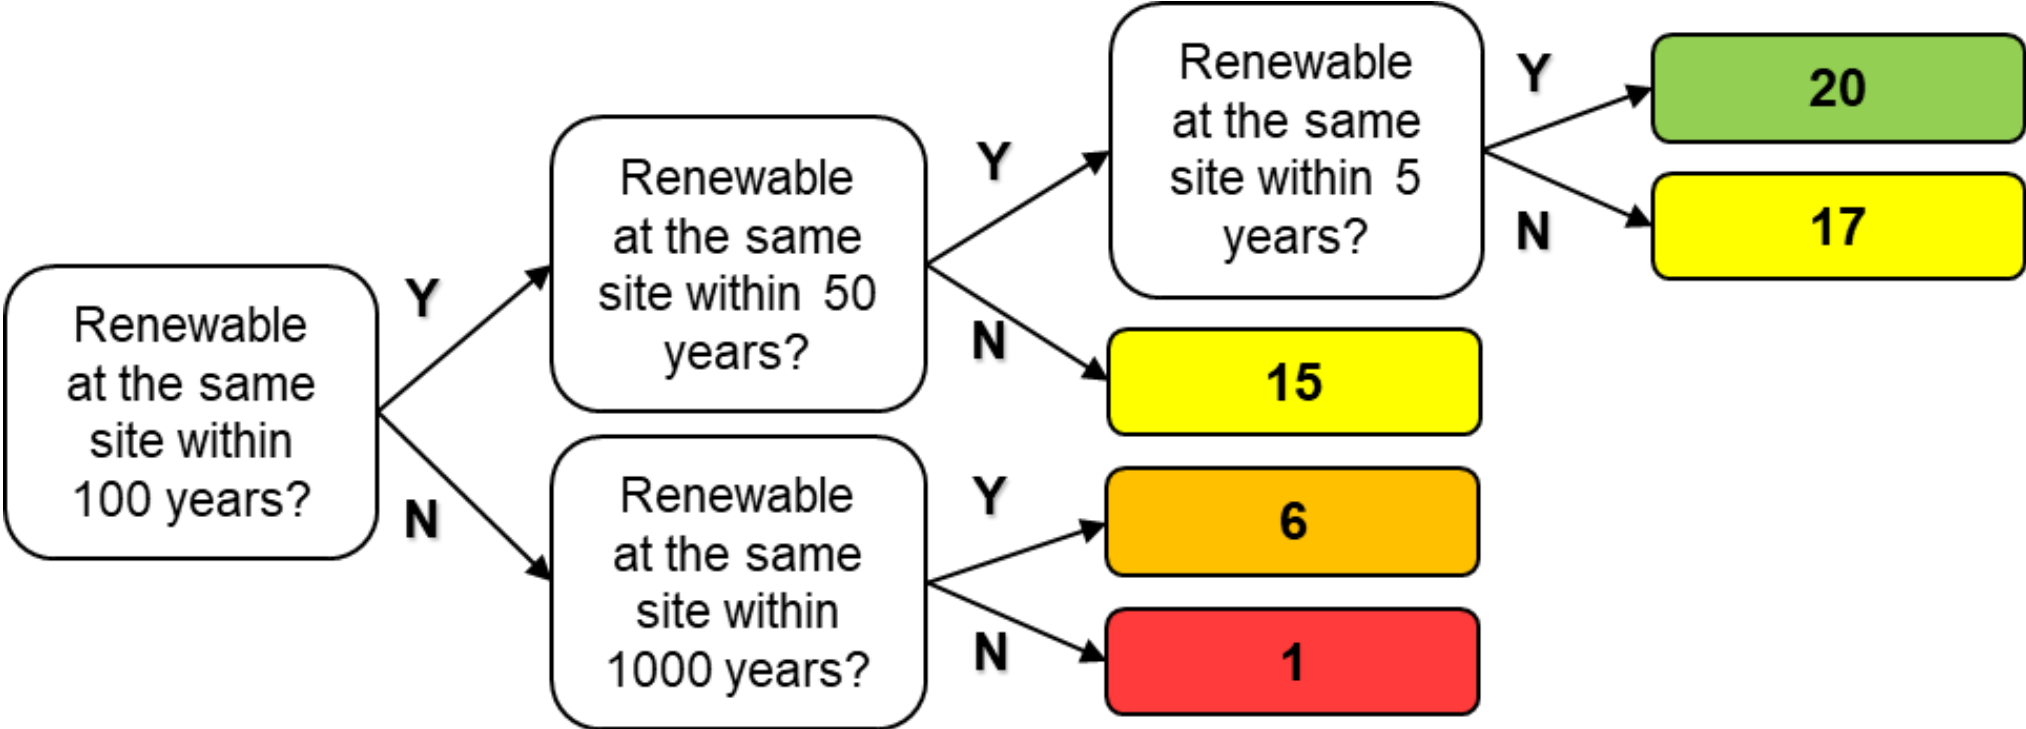 Renewable
at the same
site within
100 years?
Y
N
Renewable
at the same
site within 50
years?
Y
N
Renewable
at the same
site within
1000 years?
Y
N
Renewable
at the same
site within 5
years?
Y
N
20
17
15
6
1